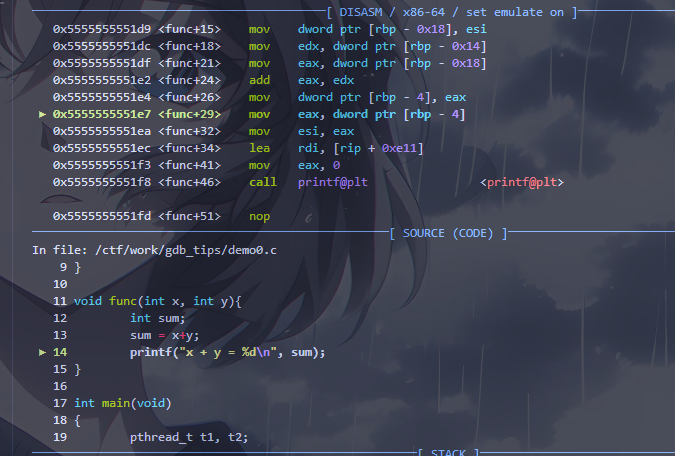 [ DISASM / x86-64 / set emulate on ]
0x5555555551d9 <func+15> mov dword ptr [rbp - 0x18], esi
0x5555555551dc <func+18> mov edx, dword ptr [rbp - 0x14]
0x5555555551df <func+21> mov eax, dword ptr [rbp - 0x18]
0x5555555551e2 <func+24> add eax, edx
0x5555555551e4 <func+26> mov dword ptr [rbp - 4], eax
► 0x5555555551e7 <func+29> mov eax, dword ptr [rbp - 4]
0x5555555551ea <func+32> mov esi, eax
0x5555555551ec <func+34> lea rdi, [rip + 0xe11]
0x5555555551f3 <func+41> mov eax, 0
0x5555555551f8 <func+46> call printf@plt <printf@plt>
0x5555555551fd <func+51> nop
[ SOURCE (CODE) ]
In file: /ctf/work/gdb_tips/demo0.c
9 }
10
11 void func(int x, int y){
12 int sum;
13 sum = x+y;
► 14 printf("x + y = %d\n", sum);
15 }
16
17 int main(void)
18 {
19 pthread_t t1, t2;
[ STACK ]